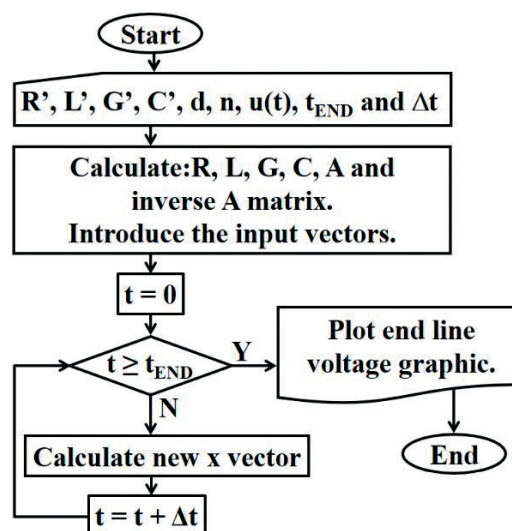 Start
R’, L’, G’, C’, d, n, u(t), tEND and Δt
Calculate:R, L, G, C, A and
inverse A matrix.
Introduce the input vectors.
t = 0
t ≥ tEND
Y
N
Plot end line
voltage graphic.
Calculate new x vector
End
t = t + Δt